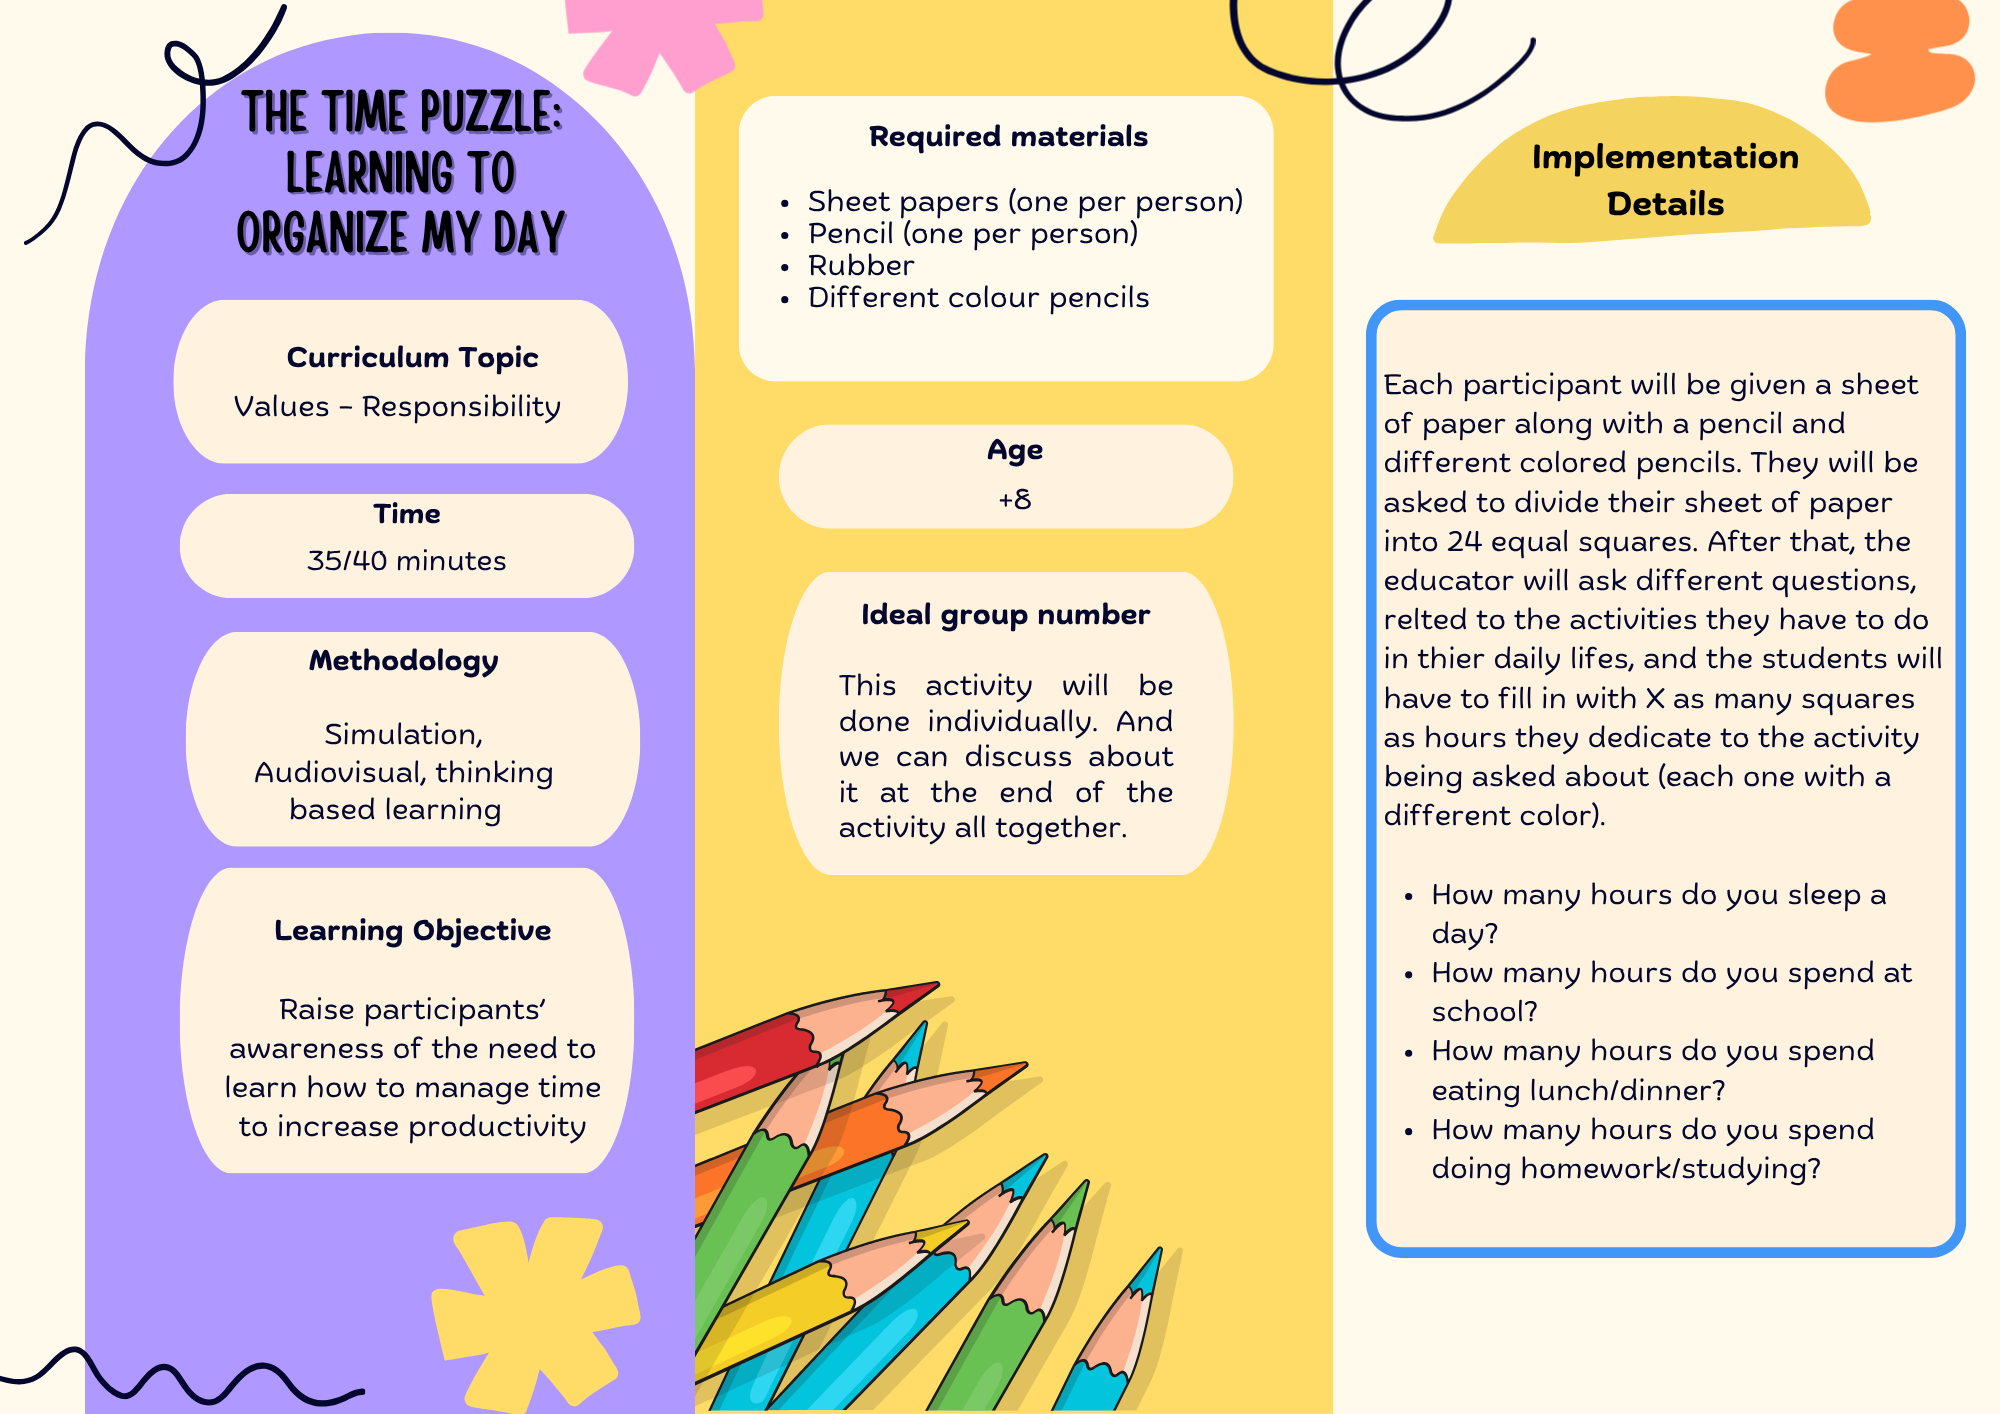 THE TIME PUZZLE:
LEARNING TO
ORGANIZE MY DAY
Curriculum Topic
Values – Responsibility
Time
35/40 minutes
Methodology
Simulation,
Audiovisual, thinking
based learning
Learning Objective
Raise participants’
awareness of the need to
learn how to manage time
to increase productivity
Required materials
• Sheet papers (one per person)
• Pencil (one per person)
• Rubber
• Different colour pencils
Age
+8
Ideal group number
This activity will be
done individually. And
we can discuss about
it at the end of the
activity all together.
Implementation
Details
Each participant will be given a sheet
of paper along with a pencil and
different colored pencils. They will be
asked to divide their sheet of paper
into 24 equal squares. After that, the
educator will ask different questions,
relted to the activities they have to do
in thier daily lifes, and the students will
have to fill in with X as many squares
as hours they dedicate to the activity
being asked about (each one with a
different color).
• How many hours do you sleep a
day?
• How many hours do you spend at
school?
• How many hours do you spend
eating lunch/dinner?
• How many hours do you spend
doing homework/studying?